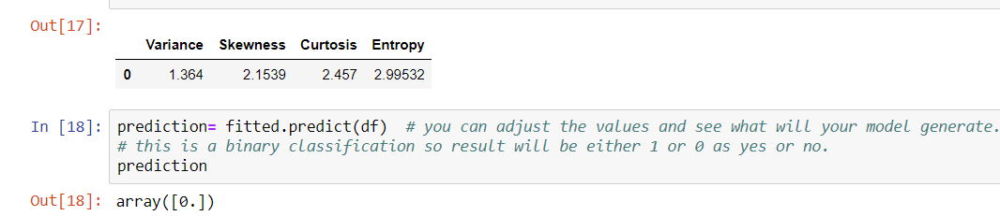 Out[17]:
Variance Skewness Curtosis Entropy
0 1.364 2.1539 2.457 2.99532
In [18]: prediction= fitted.predict(df)  # you can adjust the values and see what will your model generate.
# this is a binary classification so result will be either 1 or 0 as yes or no.
prediction
Out[18]: array([0.])